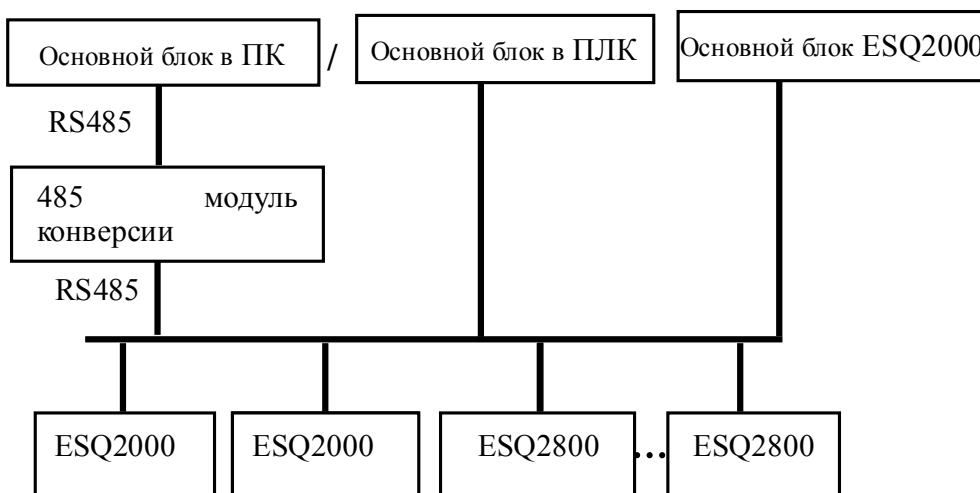 Основной блок в ПК / Основной блок в ПЛК Основной блок ESQ2000
RS485
485 модуль
конверсии
RS485
ESQ2000 ESQ2000 ESQ2800 ... ESQ2800